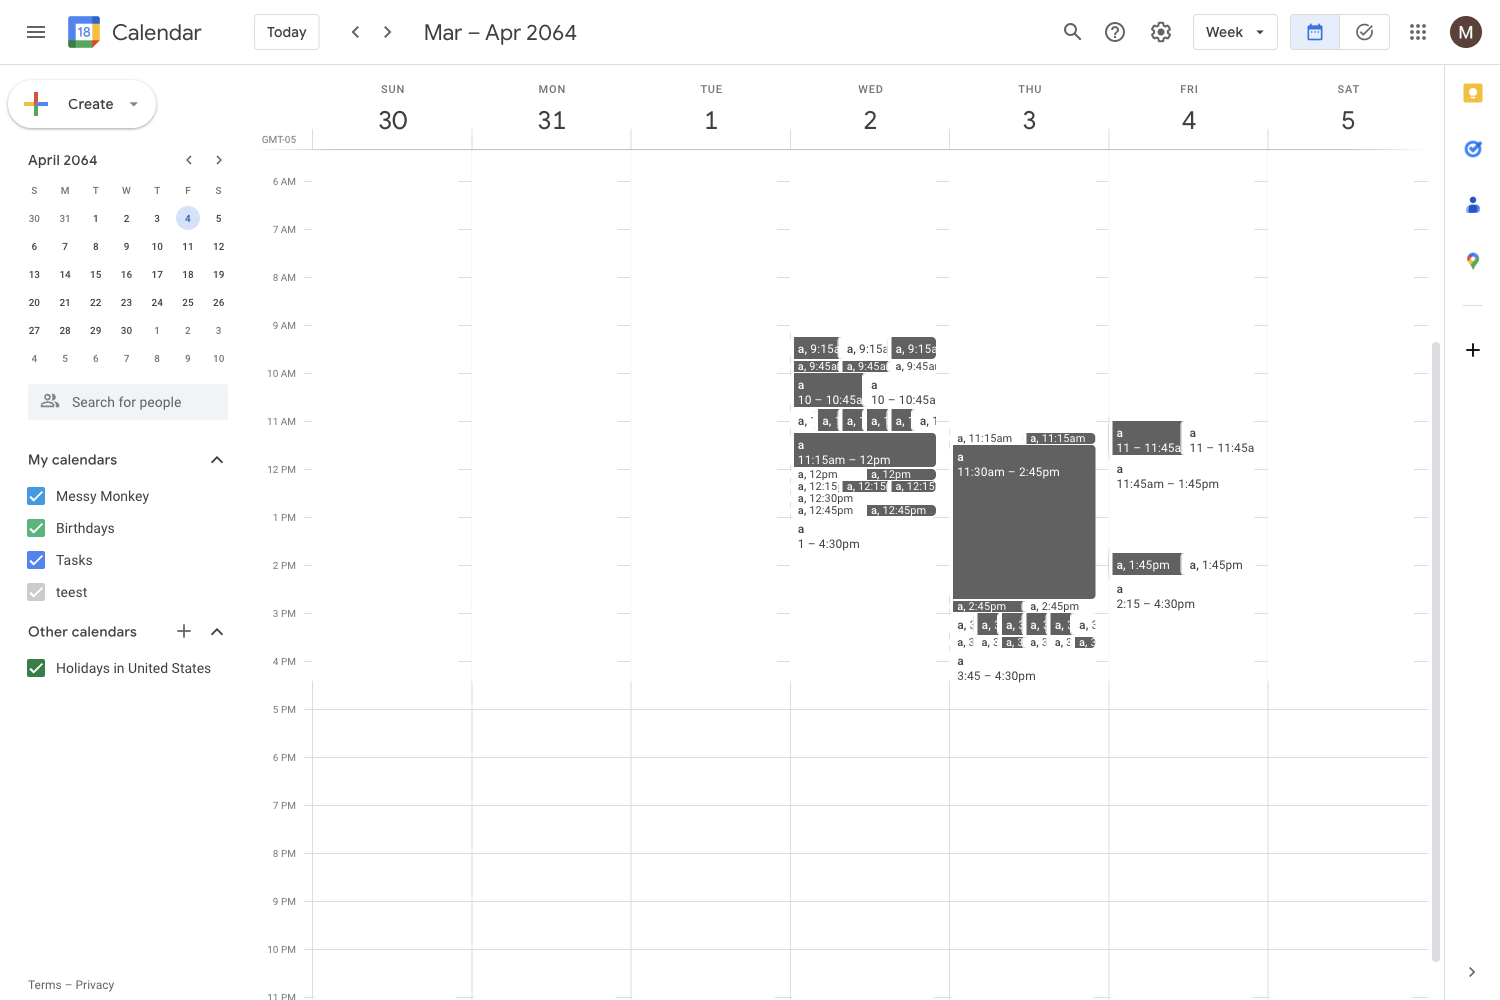 18 Calendar
Today
Mar – Apr 2064
Week
M
Create
GMT-05
SUN MON TUE WED THU FRI SAT
30 31 1 2 3 4 5
April 2064
S M T W T F S
30 31 1 2 3 4 5
6 7 8 9 10 11 12
13 14 15 16 17 18 19
20 21 22 23 24 25 26
27 28 29 30 1 2 3
4 5 6 7 8 9 10
Search for people
My calendars
Messy Monkey
Birthdays
Tasks
teest
Other calendars
Holidays in United States
Terms – Privacy
6 AM
7 AM
8 AM
9 AM
10 AM
11 AM
12 PM
1 PM
2 PM
3 PM
4 PM
5 PM
6 PM
7 PM
8 PM
9 PM
10 PM
11 PM
a, 9:15a a, 9:15a a, 9:15a
a, 9:45a a, 9:45a a, 9:45a
a a
10 – 10:45a 10 – 10:45a
a, a, 1 a, 1 a, 1 a, a, 1
a
11:15am – 12pm
a, 12pm a, 12pm
a, 12:15 a, 12:15 a, 12:15
a, 12:30pm
a, 12:45pm a, 12:45pm
a
1 – 4:30pm
a, 11:15am a, 11:15am
a
11:30am – 2:45pm
a, 2:45pm a, 2:45pm
a, 3 a, 3 a, 3 a, 3 a, 3 a, 3
a, 3 a, 3 a, 3 a, 3 a, 3 a, 3
a
3:45 – 4:30pm
a a
11 – 11:45a 11 – 11:45a
a
11:45am – 1:45pm
a, 1:45pm a, 1:45pm
a
2:15 – 4:30pm